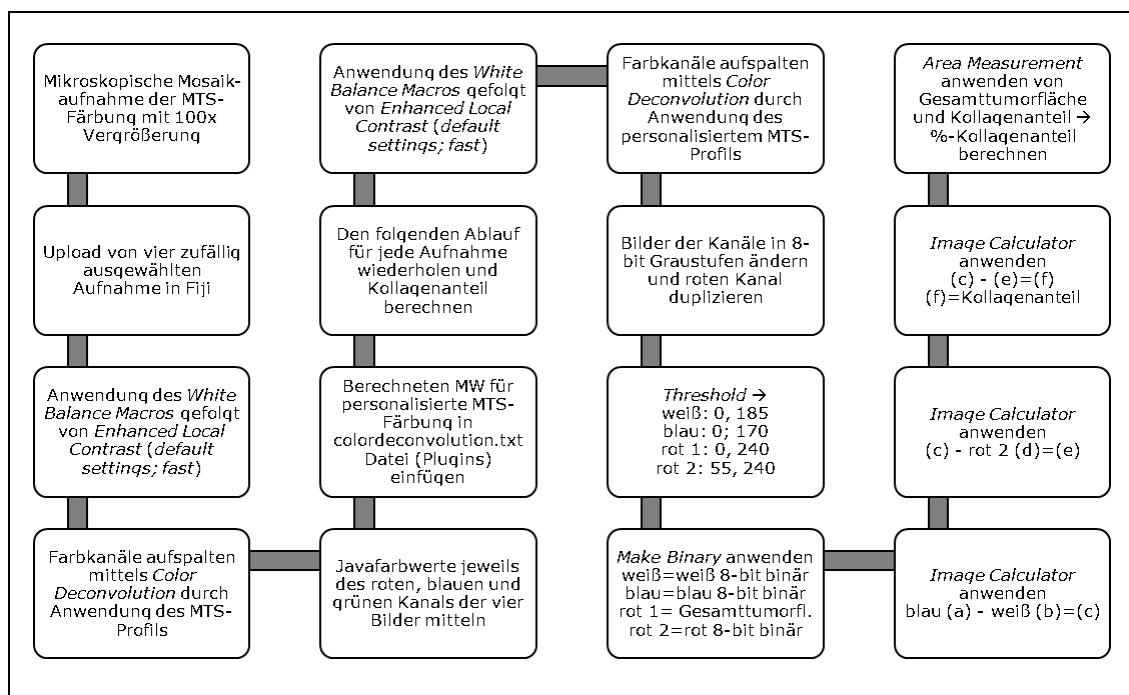 Mikroskopische Mosaik-
aufnahme der MTS-
Färbung mit 100x
Vergrößerung
Upload von vier zufällig
ausgewählten
Aufnahme in Fiji
Anwendung des White
Balance Macros gefolgt
von Enhanced Local
Contrast (default
settings; fast)
Farbkanäle aufspalten
mittels Color
Deconvolution durch
Anwendung des MTS-
Profils
Javafarbwerte jeweils
des roten, blauen und
grünen Kanals der vier
Bilder mitteln
Berechneten MW für
personalisierte MTS-
Färbung in
colordeconvolution.txt
Datei (Plugins)
einfügen
Den folgenden Ablauf
für jede Aufnahme
wiederholen und
Kollagenanteil
berechnen
Anwendung des White
Balance Macros gefolgt
von Enhanced Local
Contrast (default
settings; fast)
Farbkanäle aufspalten
mittels Color
Deconvolution durch
Anwendung des
personalisiertem MTS-
Profils
Bilder der Kanäle in 8-
bit Graustufen ändern
und roten Kanal
duplizieren
Threshold →
weiß: 0, 185
blau: 0; 170
rot 1: 0, 240
rot 2: 55, 240
Make Binary anwenden
weiß=weiß 8-bit binär
blau=blau 8-bit binär
rot 1= Gesamttumorfl.
rot 2=rot 8-bit binär
Image Calculator
anwenden
blau (a) - weiß (b)=(c)
Image Calculator
anwenden
(c) - rot 2 (d)=(e)
Image Calculator
anwenden
(c) - (e)=(f)
(f)=Kollagenanteil
Area Measurement
anwenden von
Gesamttumorfläche
und Kollagenanteil →
%-Kollagenanteil
berechnen